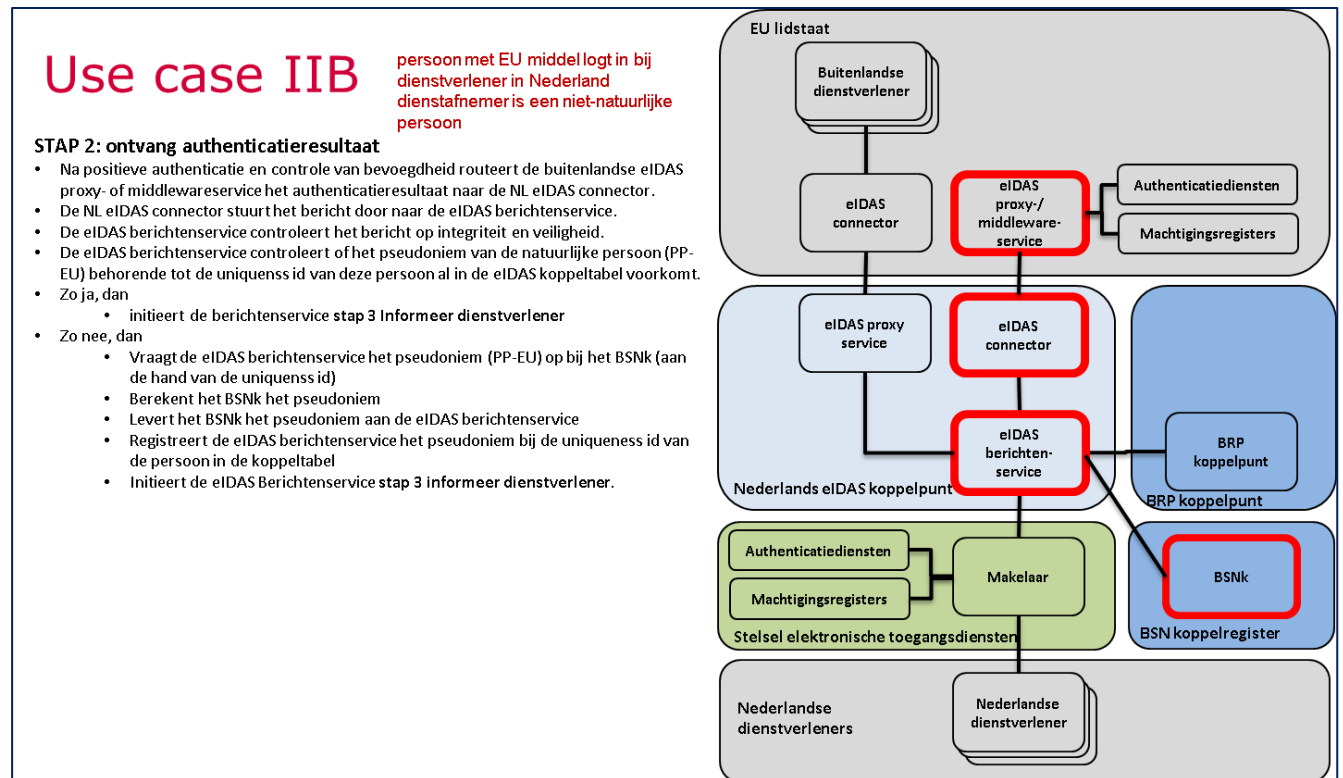 Use case IIB
persoon met EU middel logt in bij
dienstverlener in Nederland
dienstafnemer is een niet-natuurlijke
persoon
STAP 2: ontvang authenticatieresultaat
• Na positieve authenticatie en controle van bevoegdheid routeert de buitenlandse eIDAS
proxy- of middlewareservice het authenticatieresultaat naar de NL eIDAS connector.
• De NL eIDAS connector stuurt het bericht door naar de eIDAS berichtenservice.
• De eIDAS berichtenservice controleert het bericht op integriteit en veiligheid.
• De eIDAS berichtenservice controleert of het pseudoniem van de natuurlijke persoon (PP-
EU) behorende tot de uniquenss id van deze persoon al in de eIDAS koppeltabel voorkomt.
• Zo ja, dan
• initieert de berichtenservice stap 3 Informeer dienstverlener
• Zo nee, dan
• Vraagt de eIDAS berichtenservice het pseudoniem (PP-EU) op bij het BSNk (aan
de hand van de uniquenss id)
• Berekent het BSNk het pseudoniem
• Levert het BSNk het pseudoniem aan de eIDAS berichtenservice
• Registreert de eIDAS berichtenservice het pseudoniem bij de uniqueness id van
de persoon in de koppeltabel
• Initieert de eIDAS Berichtenservice stap 3 informeer dienstverlener.
EU lidstaat
Buitenlandse
dienstverlener
eIDAS
connector
eIDAS
proxy-/
middleware-
service
Authenticatiediensten
Machtigingsregisters
eIDAS proxy
service
eIDAS
connector
eIDAS
berichten-
service
Nederlands eIDAS koppelpunt
BRP
koppelpunt
BRP koppelpunt
Authenticatiediensten
Machtigingsregisters
Makelaar
Stelsel elektronische toegangsdiensten
BSNk
BSN koppelregister
Nederlandse
dienstverleners
Nederlandse
dienstverlener